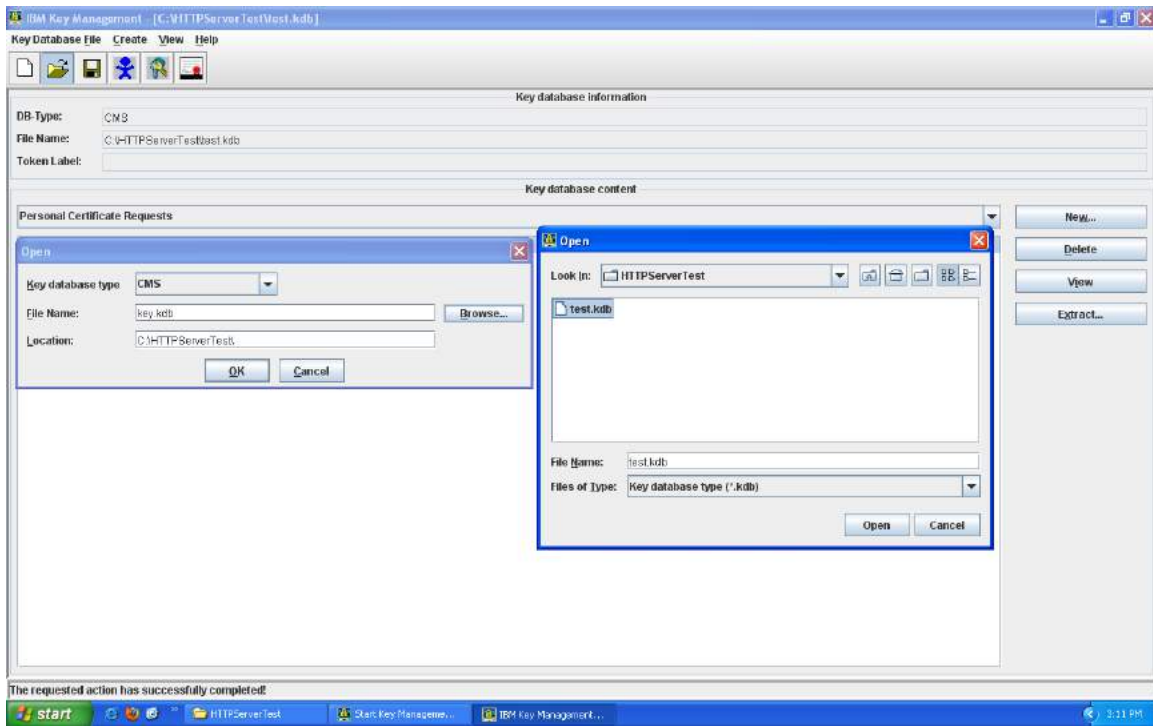 IBM Key Management - [C:\HTTPServerTest\test.kdb]
Key Database File Create View Help
Key database information
DB-Type: CMS
File Name: C:\HTTPServerTest\test.kdb
Token Label:
Key database content
Personal Certificate Requests
New...
Delete
View
Extract...
Open
Key database type CMS
File Name: key.kdb Browse...
Location: C:\HTTPServerTest\
OK Cancel
Open
Look In: HTTPServerTest
test.kdb
File Name: test.kdb
Files of Type: Key database type (*.kdb)
Open Cancel
The requested action has successfully completed!
start HTTPServerTest Start Key Manageme... IBM Key Management... 3:11 PM